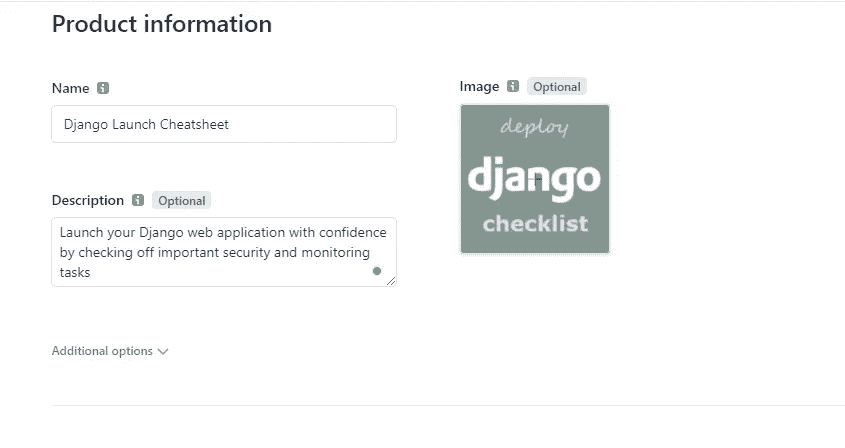 Product information
Name
Django Launch Cheatsheet
Description Optional
Launch your Django web application with confidence
by checking off important security and monitoring
tasks
Additional options
Image Optional
deploy
django
checklist